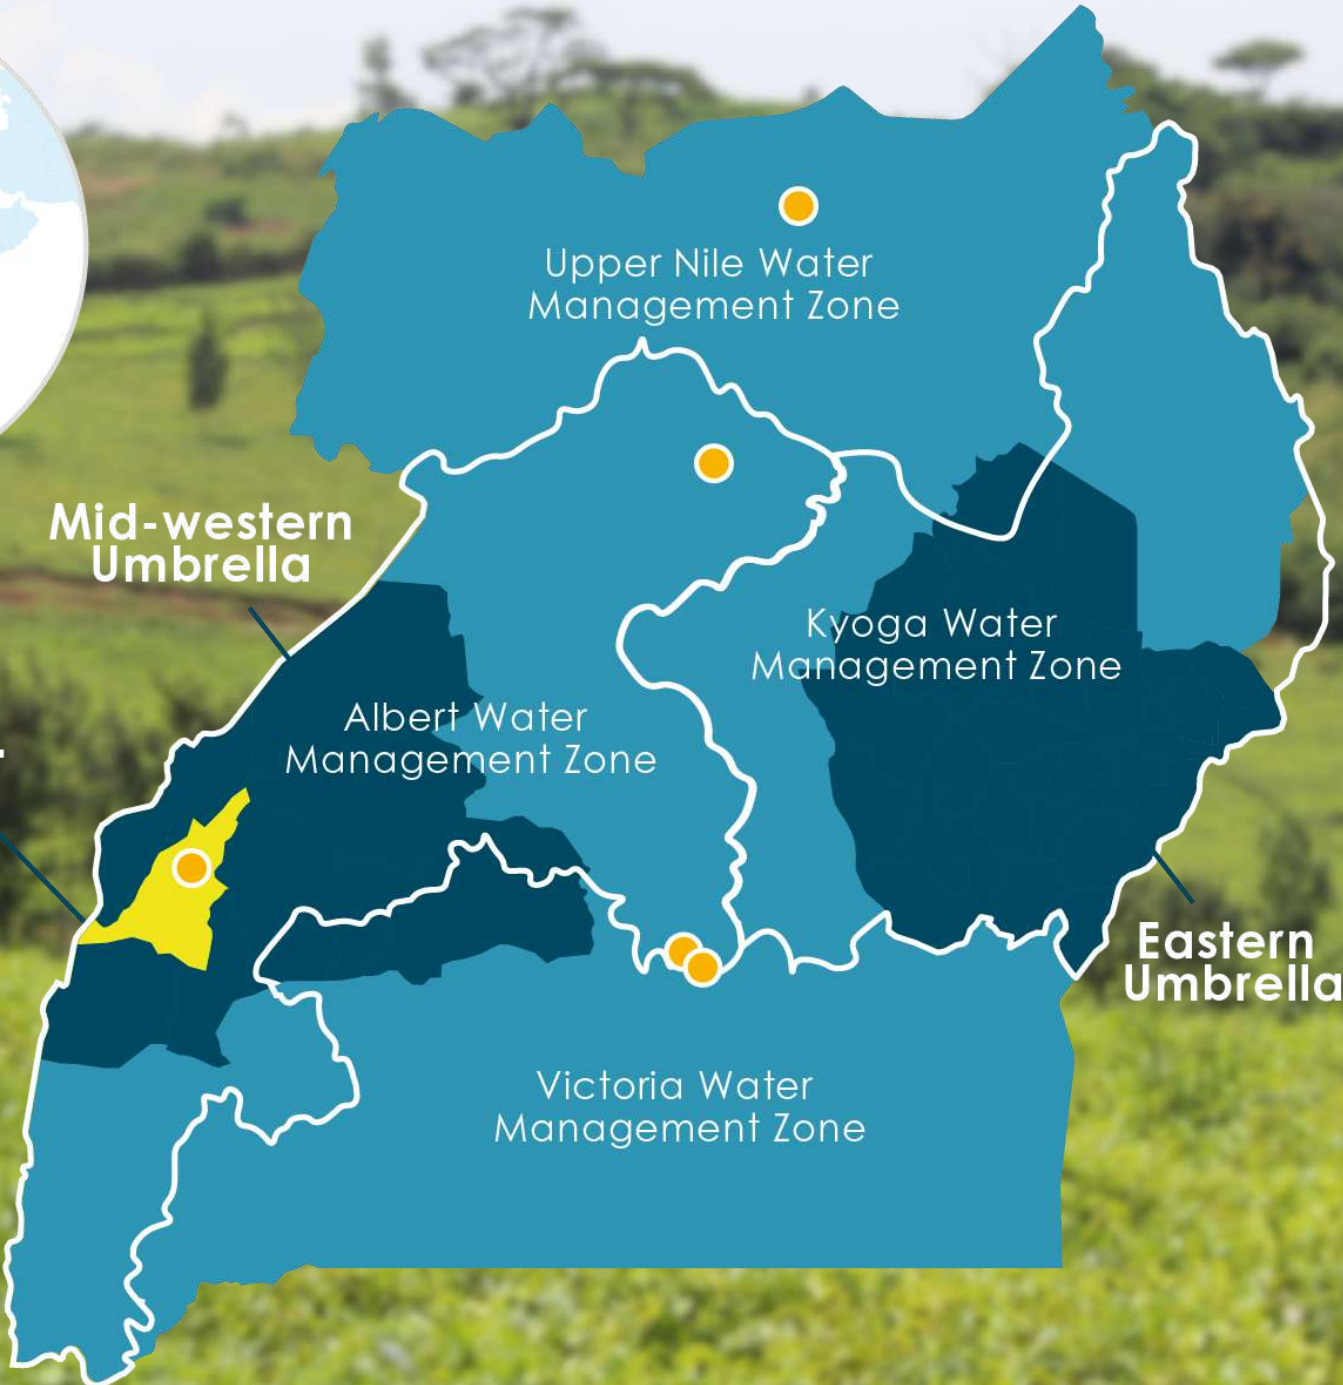 Upper Nile Water
Management Zone
Mid-western
Umbrella
Kyoga Water
Management Zone
Albert Water
Management Zone
Eastern
Umbrella
Victoria Water
Management Zone